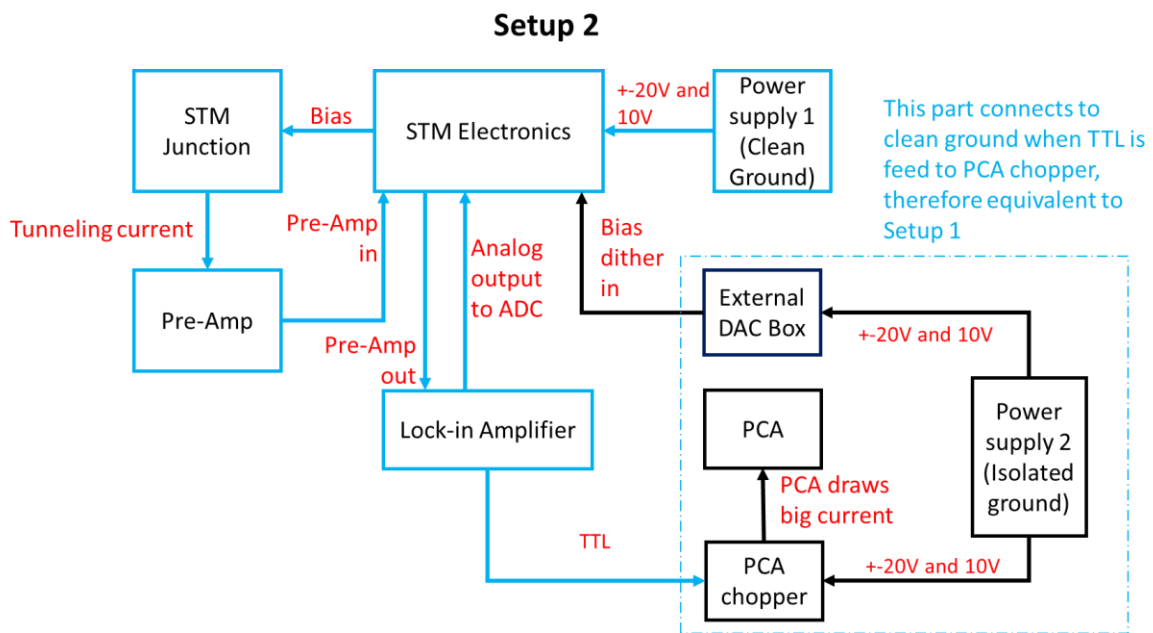 Setup 2
STM
Junction
Bias
STM Electronics
+-20V and
10V
Power
supply 1
(Clean
Ground)
This part connects to
clean ground when TTL is
feed to PCA chopper,
therefore equivalent to
Setup 1
Tunneling current
Pre-Amp
in
Analog
output
to ADC
Bias
dither
in
Pre-Amp
Pre-Amp
out
External
DAC Box
+-20V and 10V
Lock-in Amplifier
PCA
Power
supply 2
(Isolated
ground)
PCA draws
big current
TTL
PCA
chopper
+-20V and 10V